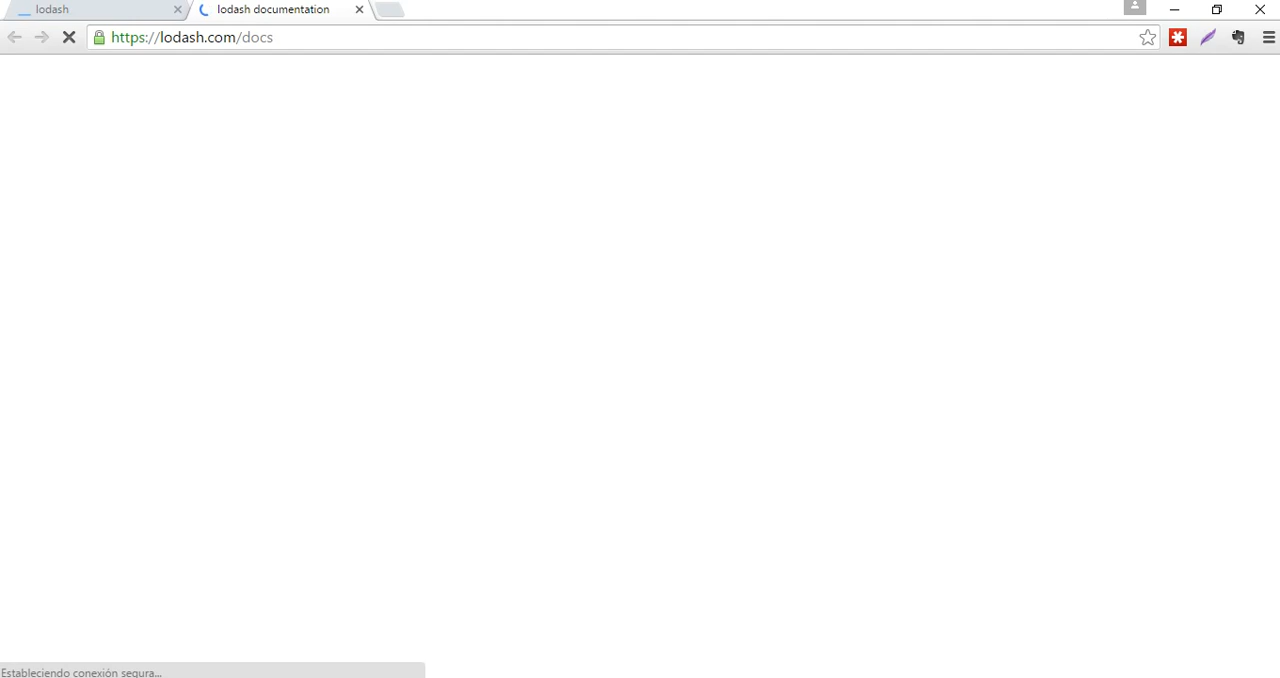 lodash
lodash documentation
https://lodash.com/docs
Estableciendo conexión segura...